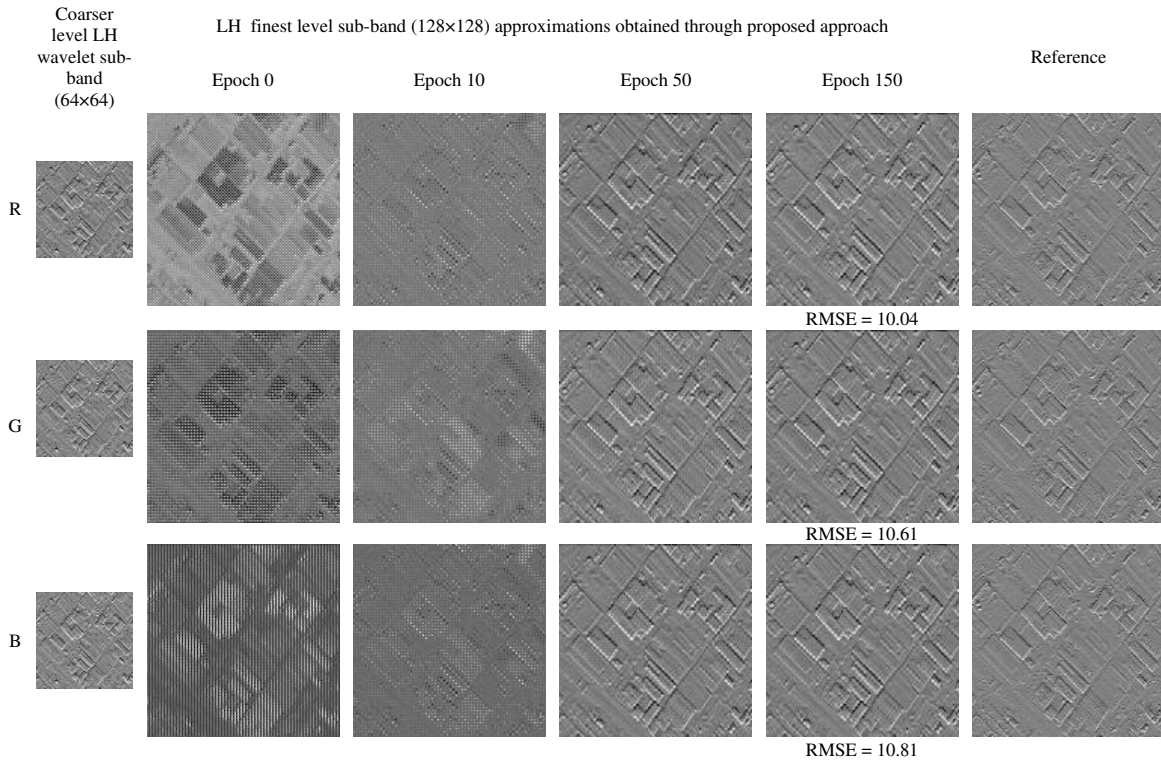 Coarser
level LH
wavelet sub-
band
(64×64)
LH finest level sub-band (128×128) approximations obtained through proposed approach
Epoch 0
Epoch 10
Epoch 50
Epoch 150
Reference
R
RMSE = 10.04
G
RMSE = 10.61
B
RMSE = 10.81